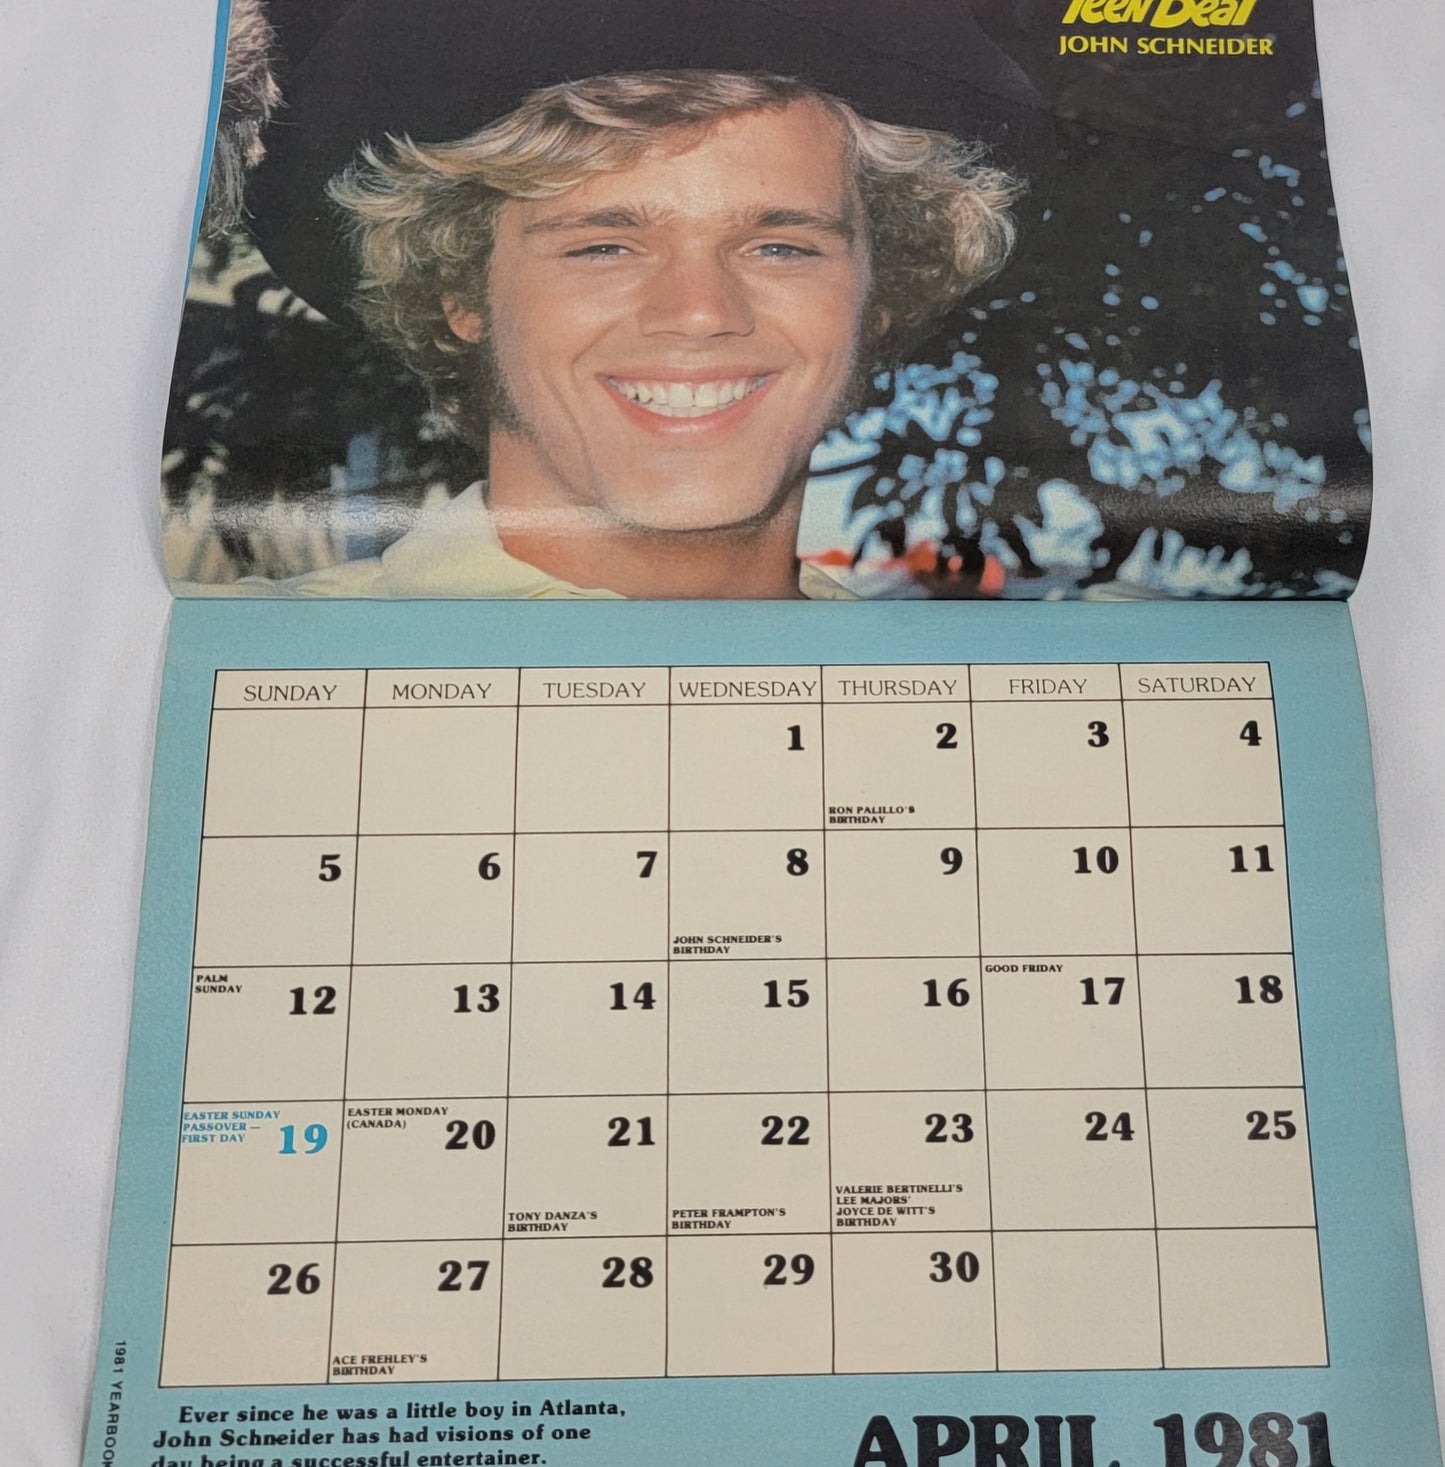 Teen Beat
JOHN SCHNEIDER
SUNDAY MONDAY TUESDAY WEDNESDAY THURSDAY FRIDAY SATURDAY
1 2 3 4
RON PALILLO'S
BIRTHDAY
5 6 7 8 9 10 11
JOHN SCHNEIDER'S
BIRTHDAY
PALM
SUNDAY
GOOD FRIDAY
12 13 14 15 16 17 18
EASTER SUNDAY
PASSOVER —
FIRST DAY
EASTER MONDAY
(CANADA)
19 20 21 22 23 24 25
TONY DANZA'S
BIRTHDAY
PETER FRAMPTON'S
BIRTHDAY
VALERIE BERTINELLI'S
LEE MAJORS'
JOYCE DE WITT'S
BIRTHDAY
26 27 28 29 30
ACE FREHLEY'S
BIRTHDAY
Ever since he was a little boy in Atlanta,
John Schneider has had visions of one
day being a successful entertainer.
APRIL 1981
1981 YEARBOOK